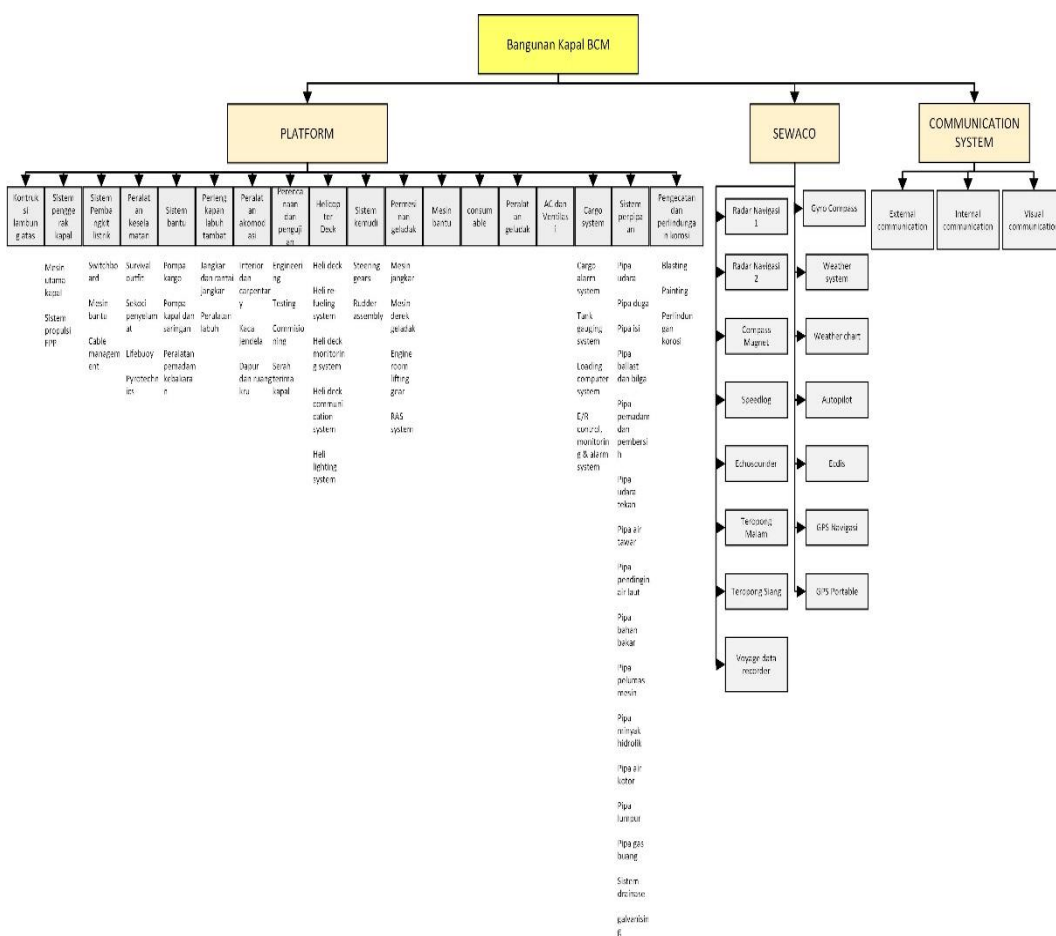 Bangunan Kapal BCM
PLATFORM
SEWACO
COMMUNICATION
SYSTEM
Kontruk
si
lambun
g atas
Sistem
pengge
rak
kapal
Sistem
Pemba
ngkit
listrik
Peralat
an
kesela
matan
Sistem
bantu
Perleng
kapan
labuh
tambat
Peralat
an
akomod
asi
Perenca
naan
dan
penguj
ian
Helicop
ter
Deck
Sistem
kemudi
Permes
inan
geladak
Mesin
bantu
consum
able
Peralat
an
geladak
AC dan
Ventilas
i
Cargo
system
Sistem
perpipa
an
Pengecatan
dan
perlindungan
korosi
Mesin
utama
kapal
Sistem
propulsi
FPP
Switchbo
ard
Mesin
bantu
Cable
managem
ent
Survival
outfit
Sekoci
penyelam
at
Lifebuoy
Pyrotechn
ics
Pompa
kargo
Pompa
kapal dan
saringan
Peralatan
pemadam
kebakara
n
Jangkar
dan rantai
jangkar
Peralatan
labuh
Interior
dan
carpentar
y
Kaca
jendela
Dapur
dan ruang
kru
Engineeri
ng
Testing
Commisio
ning
Serah
terima
kapal
Heli deck
Heli re
fueling
system
Heli deck
monitorin
g system
Heli deck
communi
cation
system
Heli
lighting
system
Steering
gears
Rudder
assembly
Mesin
jangkar
Mesin
derek
geladak
Engine
room
lifting
gear
RAS
system
Cargo
alarm
system
Tank
gauging
system
Loading
computer
system
E/R
control,
monitorin
g & alarm
system
Pipa
udara
Pipa duga
Pipa isi
Pipa
ballast
dan bilga
Pipa
pemadam
dan
pembersi
h
Pipa
udara
tekan
Pipa air
tawar
Pipa
pendingin
air laut
Pipa
bahan
bakar
Pipa
pelumas
mesin
Pipa
minyak
hidrolik
Pipa air
kotor
Pipa
lumpur
Pipa gas
buang
Sistem
drainase
galvanisin
g
Blasting
Painting
Perlindun
gan
korosi
Radar Navigasi
1
Gyro Compass
Radar Navigasi
2
Weather
system
Compass
Magnet
Weather chart
Speedlog
Autopilot
Echosounder
Ecdis
Teropong
Malam
GPS Navigasi
Teropong Siang
GPS Portable
Voyage data
recorder
External
communication
Internal
communication
Visual
communication